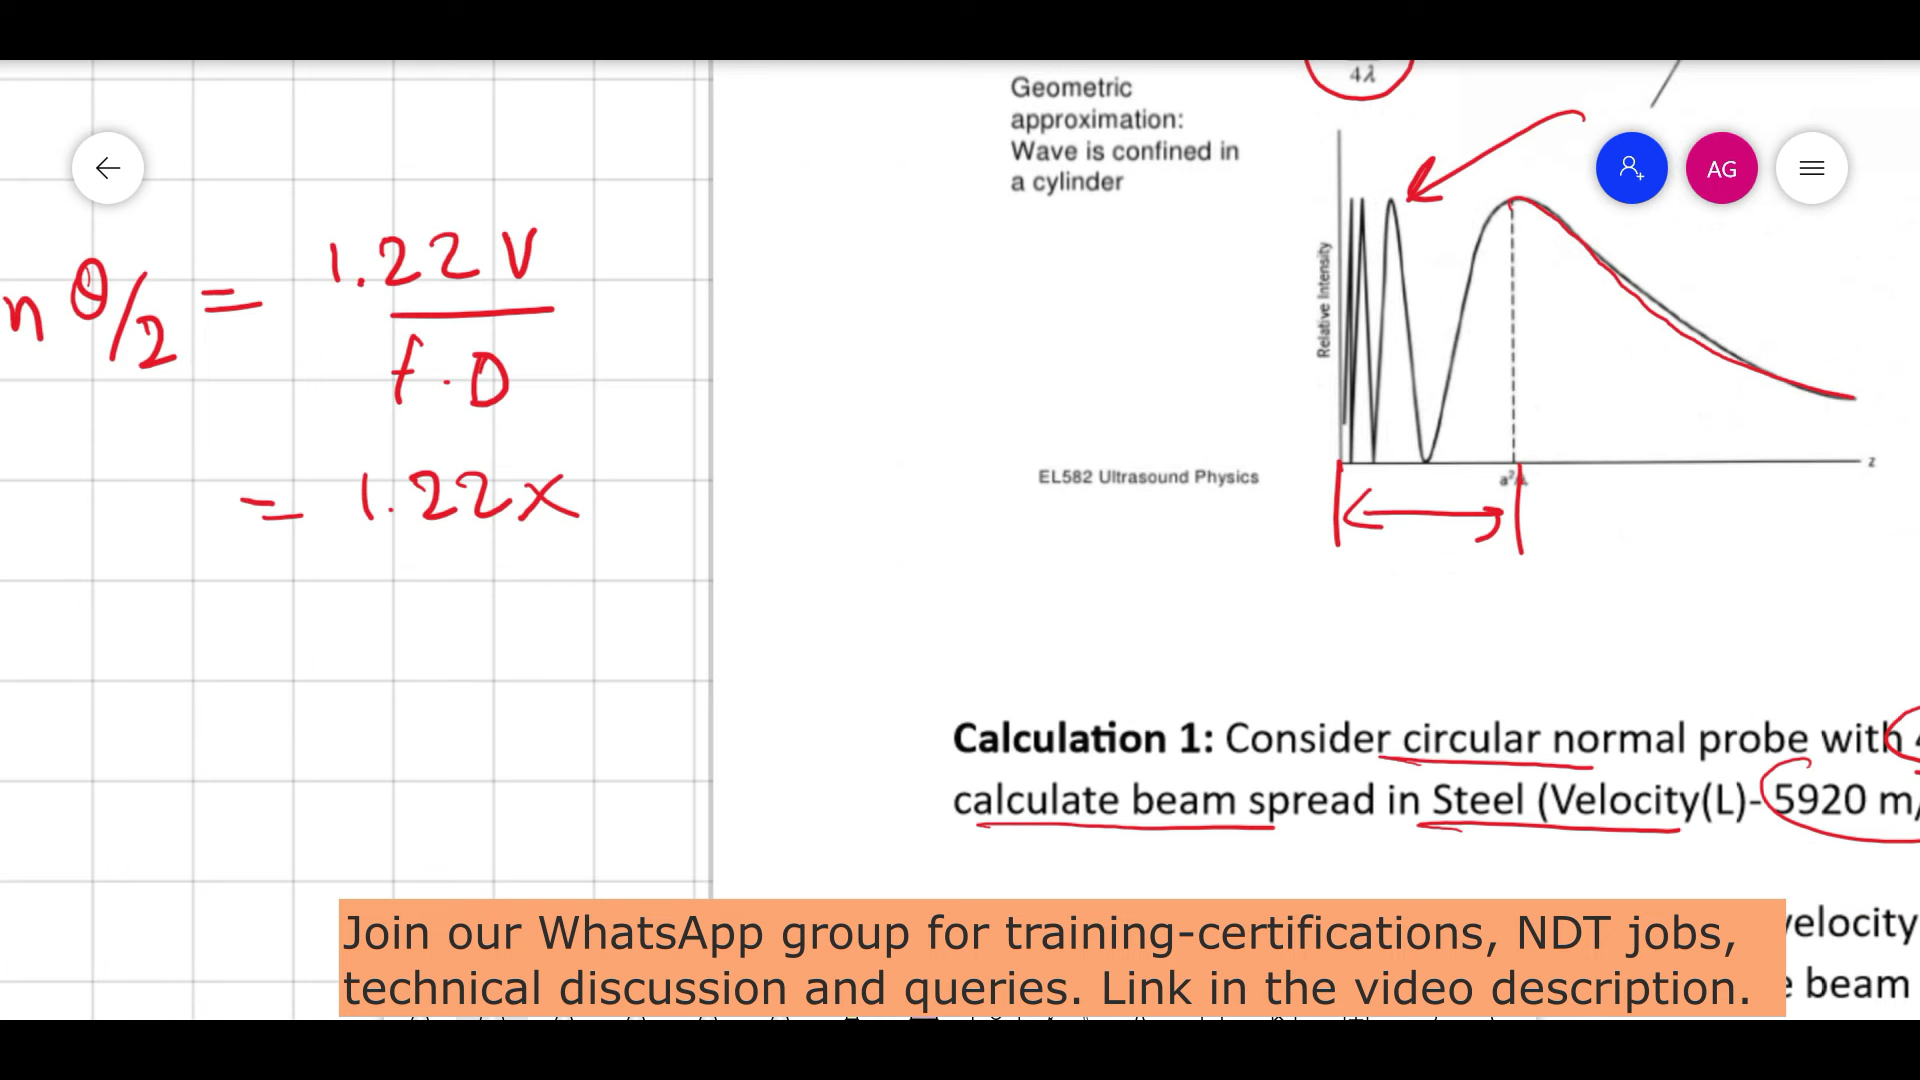 n θ/2 = 1.22 V
f . D
= 1.22 x
4λ
Geometric
approximation:
Wave is confined in
a cylinder
AG
Relative Intensity
z
EL582 Ultrasound Physics
Calculation 1: Consider circular normal probe with
calculate beam spread in Steel (Velocity(L)- 5920 m/
velocity
beam
Join our WhatsApp group for training-certifications, NDT jobs,
technical discussion and queries. Link in the video description.